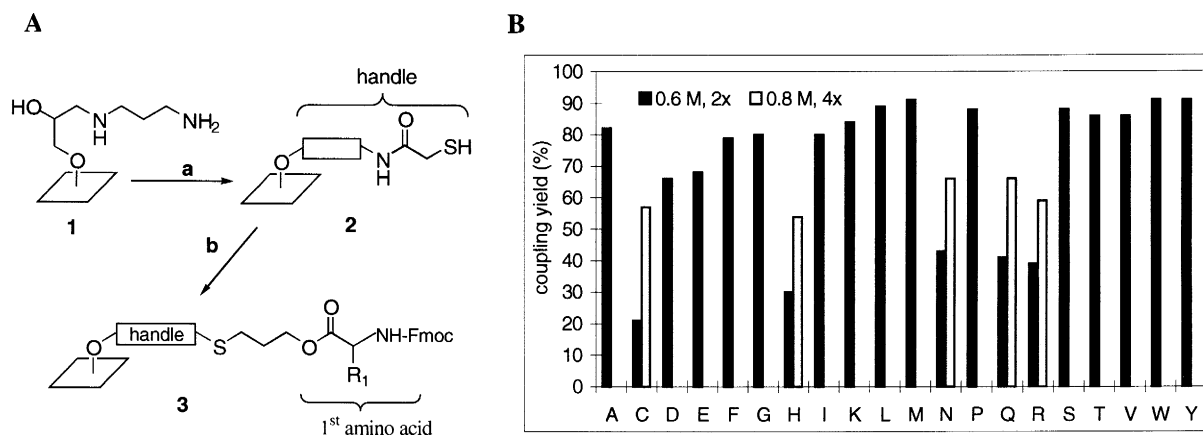 A
HO
N
H
NH2
O
1
a
handle
O
O
N
H
SH
2
b
O
handle
S
O
O
NH-Fmoc
R1
3
1st amino acid
B
coupling yield (%)
100
90
80
70
60
50
40
30
20
10
0
0.6 M, 2x 0.8 M, 4x
A C D E F G H I K L M N P Q R S T V W Y